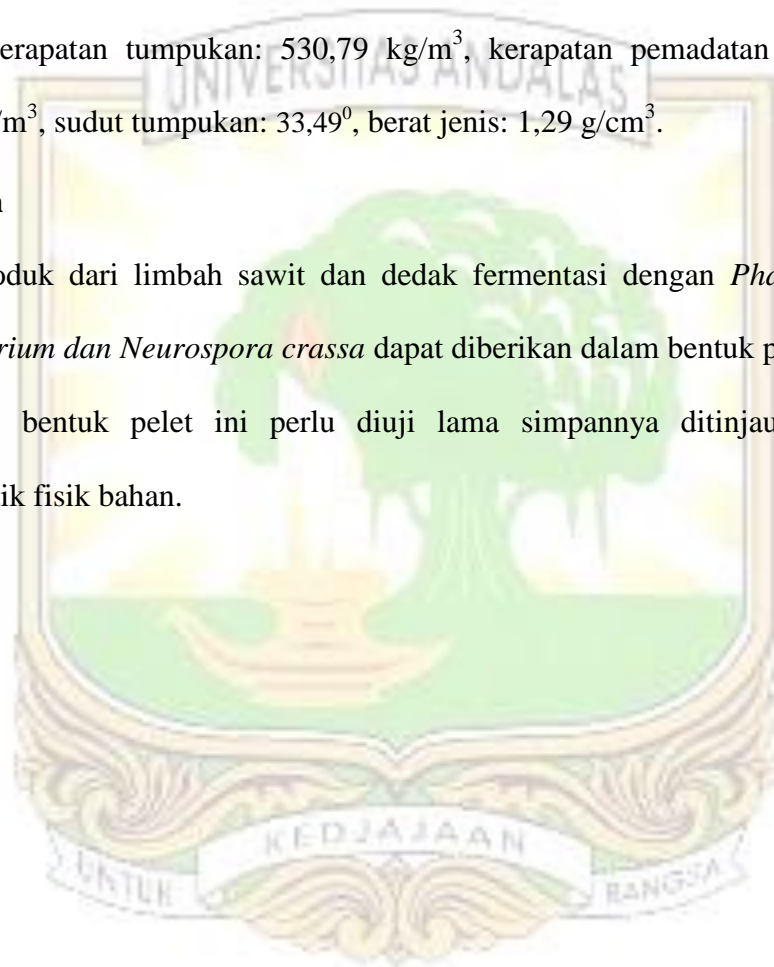 UNIVERSITAS ANDALAS
erapatan tumpukan: 530,79 kg/m³, kerapatan pemadatan
/m³, sudut tumpukan: 33,49⁰, berat jenis: 1,29 g/cm³.
oduk dari limbah sawit dan dedak fermentasi dengan Pha
rium dan Neurospora crassa dapat diberikan dalam bentuk p
bentuk pelet ini perlu diuji lama simpannya ditinjau
ik fisik bahan.
KEDJAJAAN
UNTUK BANGSA